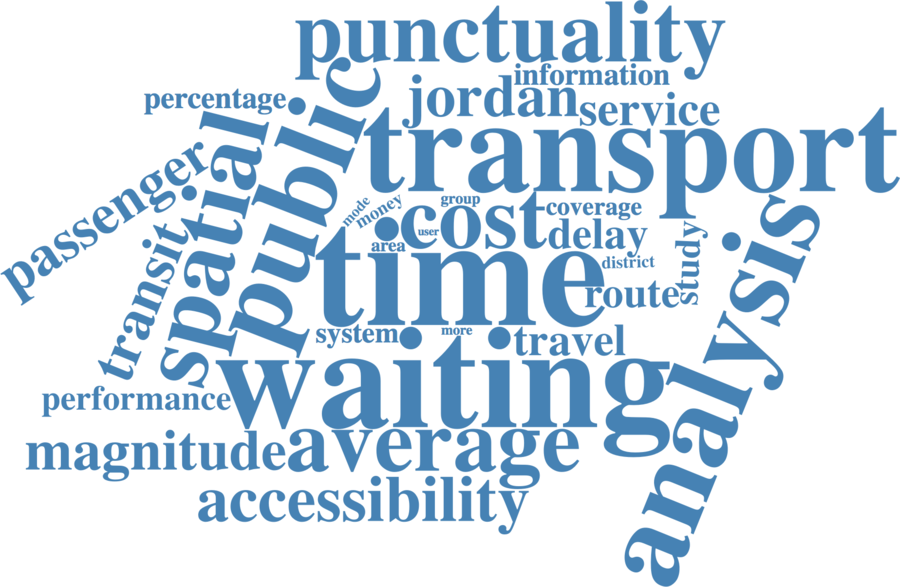 punctuality
information
percentage
jordan
service
public
transport
spatial
passenger
mode
money
group
user
cost
coverage
area
delay
transit
time
district
study
route
analysis
system
more
travel
waiting
performance
magnitude
average
accessibility